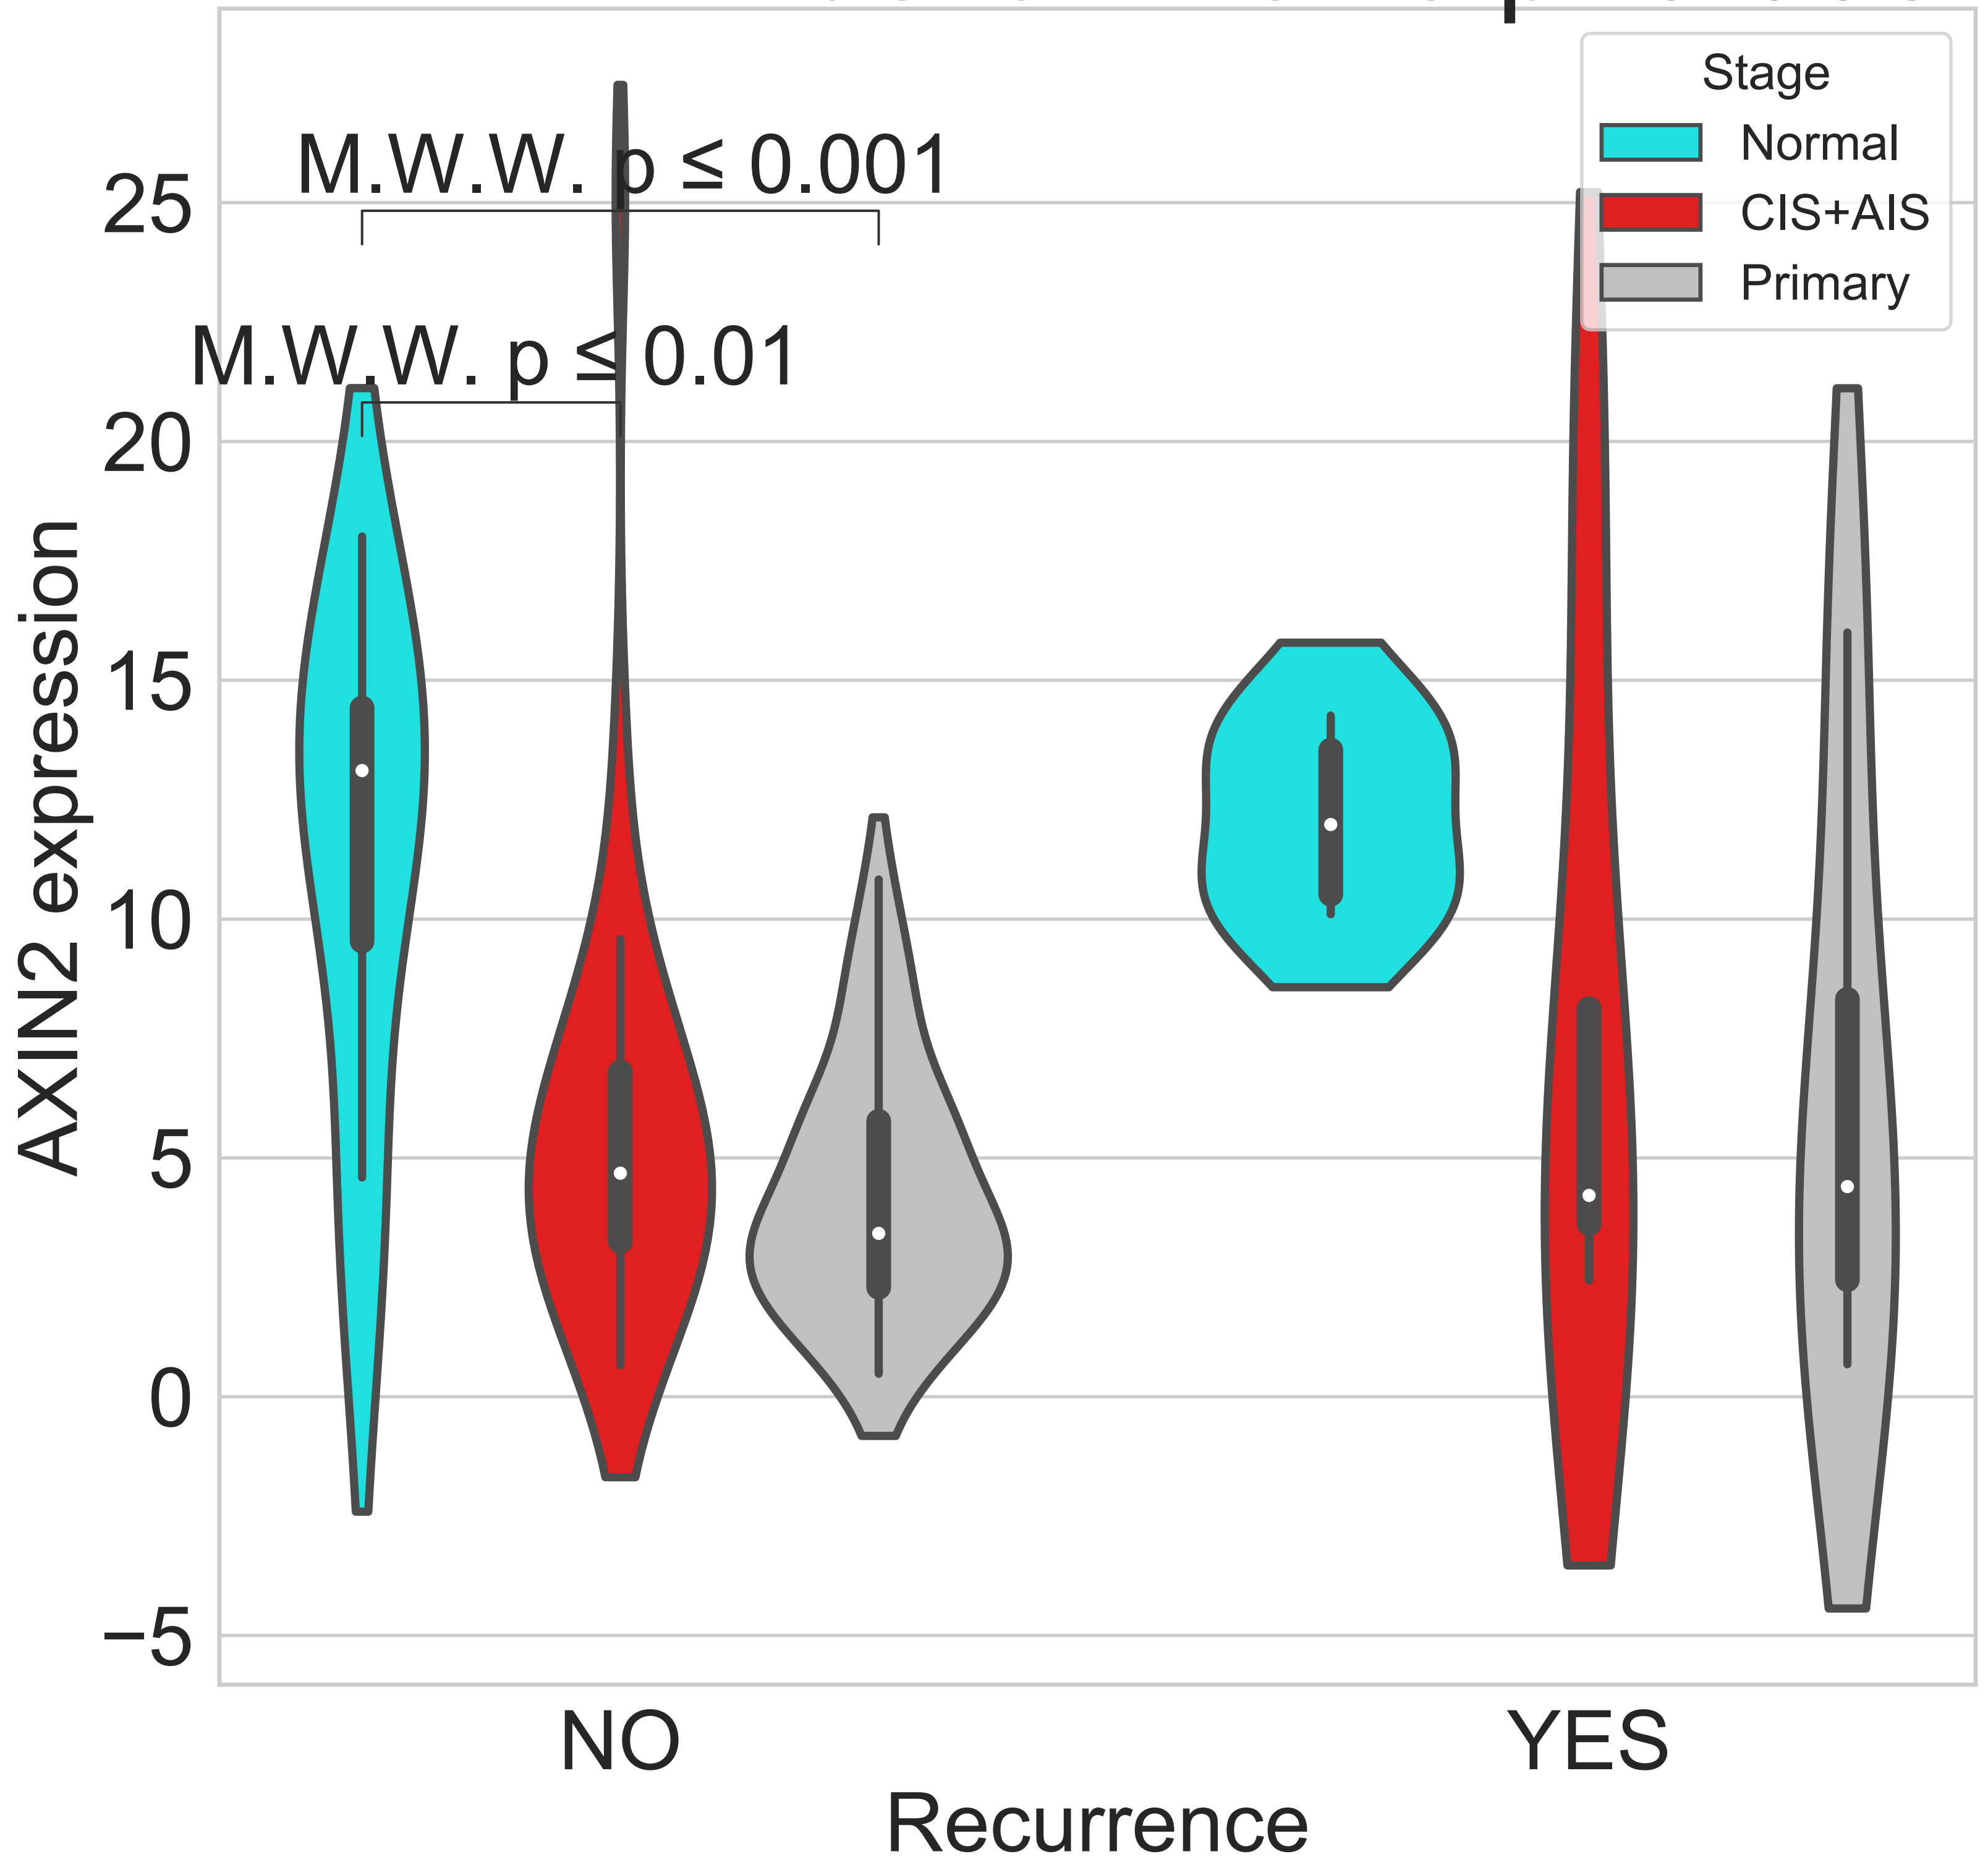 Stage
Normal
CIS+AIS
Primary
M.W.W. p ≤ 0.001
M.W.W. p ≤ 0.01
25
20
15
10
5
0
−5
AXIN2 expression
NO
YES
Recurrence